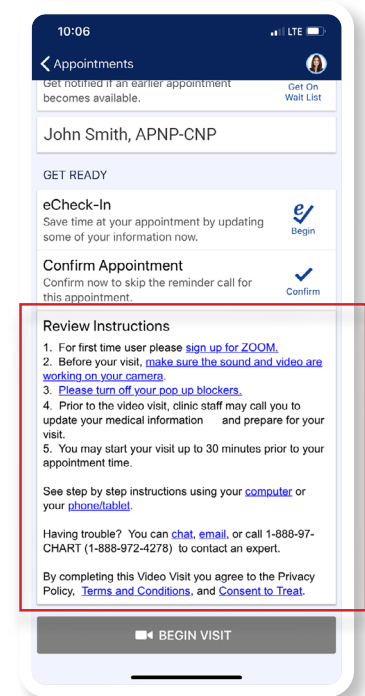 10:06
LTE
Appointments
Get notified if an earlier appointment
becomes available.
Get On
Wait List
John Smith, APNP-CNP
GET READY
eCheck-In
Save time at your appointment by updating
some of your information now.
Begin
Confirm Appointment
Confirm now to skip the reminder call for
this appointment.
Confirm
Review Instructions
1. For first time user please sign up for ZOOM.
2. Before your visit, make sure the sound and video are
working on your camera.
3. Please turn off your pop up blockers.
4. Prior to the video visit, clinic staff may call you to
update your medical information and prepare for your
visit.
5. You may start your visit up to 30 minutes prior to your
appointment time.
See step by step instructions using your computer or
your phone/tablet.
Having trouble? You can chat, email, or call 1-888-97-
CHART (1-888-972-4278) to contact an expert.
By completing this Video Visit you agree to the Privacy
Policy, Terms and Conditions, and Consent to Treat.
BEGIN VISIT